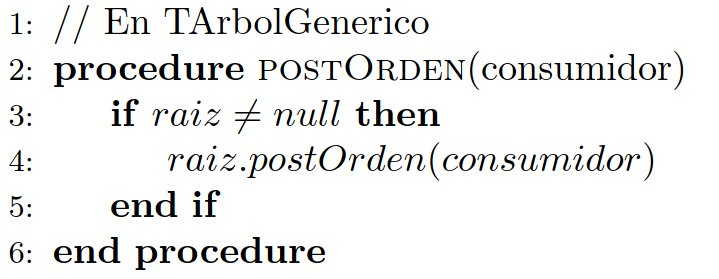 1: // En TArbolGenerico
2: procedure POSTORDEN(consumidor)
3: if raiz ≠ null then
4: raiz.postOrden(consumidor)
5: end if
6: end procedure